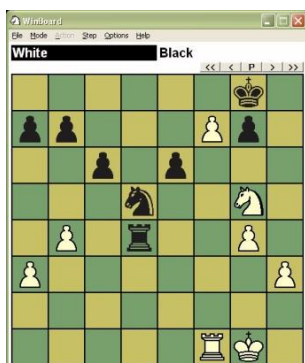 WinBoard
File Mode Action Step Options Help
White Black
<< < P > >>